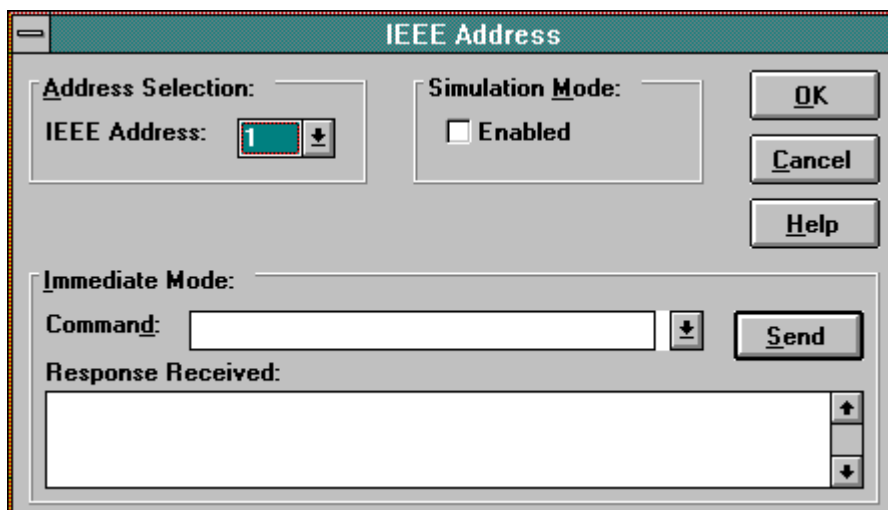 IEEE Address
Address Selection:
IEEE Address: 1
Simulation Mode:
Enabled
OK
Cancel
Help
Immediate Mode:
Command:
Send
Response Received: